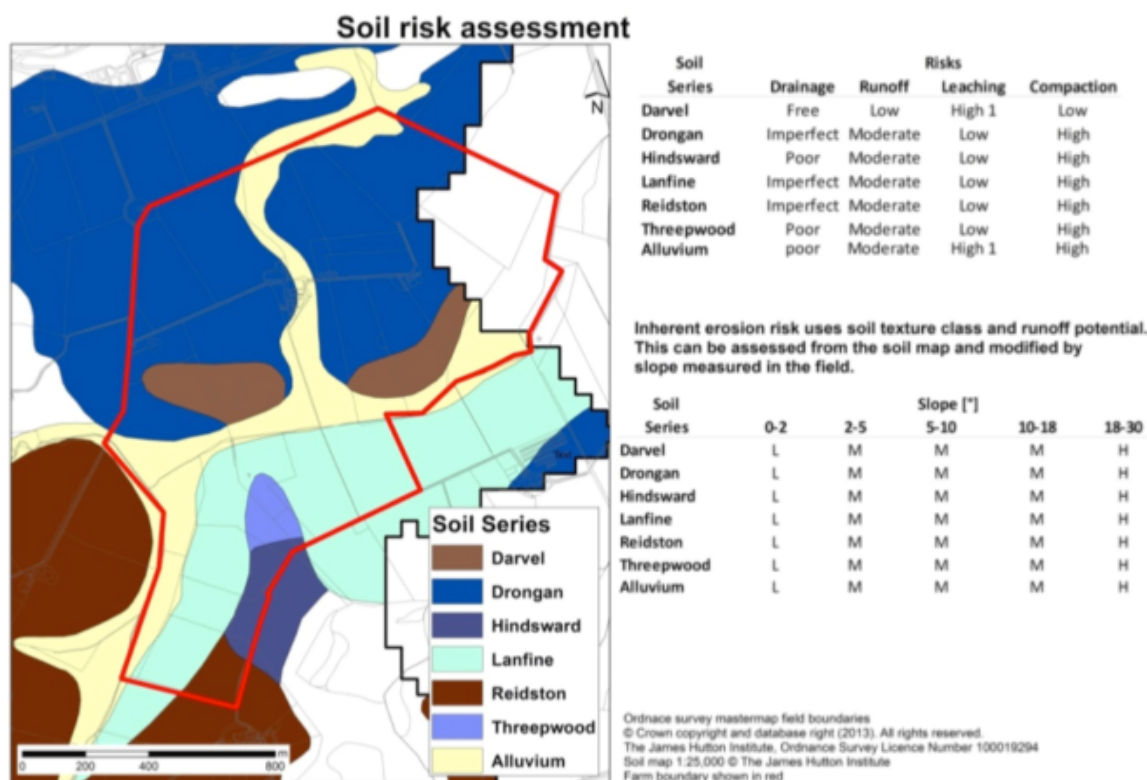 Soil risk assessment
N
Soil Series
Darvel
Drongan
Hindsward
Lanfine
Reidston
Threepwood
Alluvium
0 200 400 800
Soil Risks
Series Drainage Runoff Leaching Compaction
Darvel Free Low High 1 Low
Drongan Imperfect Moderate Low High
Hindsward Poor Moderate Low High
Lanfine Imperfect Moderate Low High
Reidston Imperfect Moderate Low High
Threepwood Poor Moderate Low High
Alluvium poor Moderate High 1 High
Inherent erosion risk uses soil texture class and runoff potential.
This can be assessed from the soil map and modified by
slope measured in the field.
Soil Slope [°]
Series 0-2 2-5 5-10 10-18 18-30
Darvel L M M M H
Drongan L M M M H
Hindsward L M M M H
Lanfine L M M M H
Reidston L M M M H
Threepwood L M M M H
Alluvium L M M M H
Ordnace survey mastermap field boundaries
© Crown copyright and database right (2013). All rights reserved.
The James Hutton Institute, Ordnance Survey Licence Number 100019294
Soil map 1:25,000 © The James Hutton Institute
Farm boundary shown in red